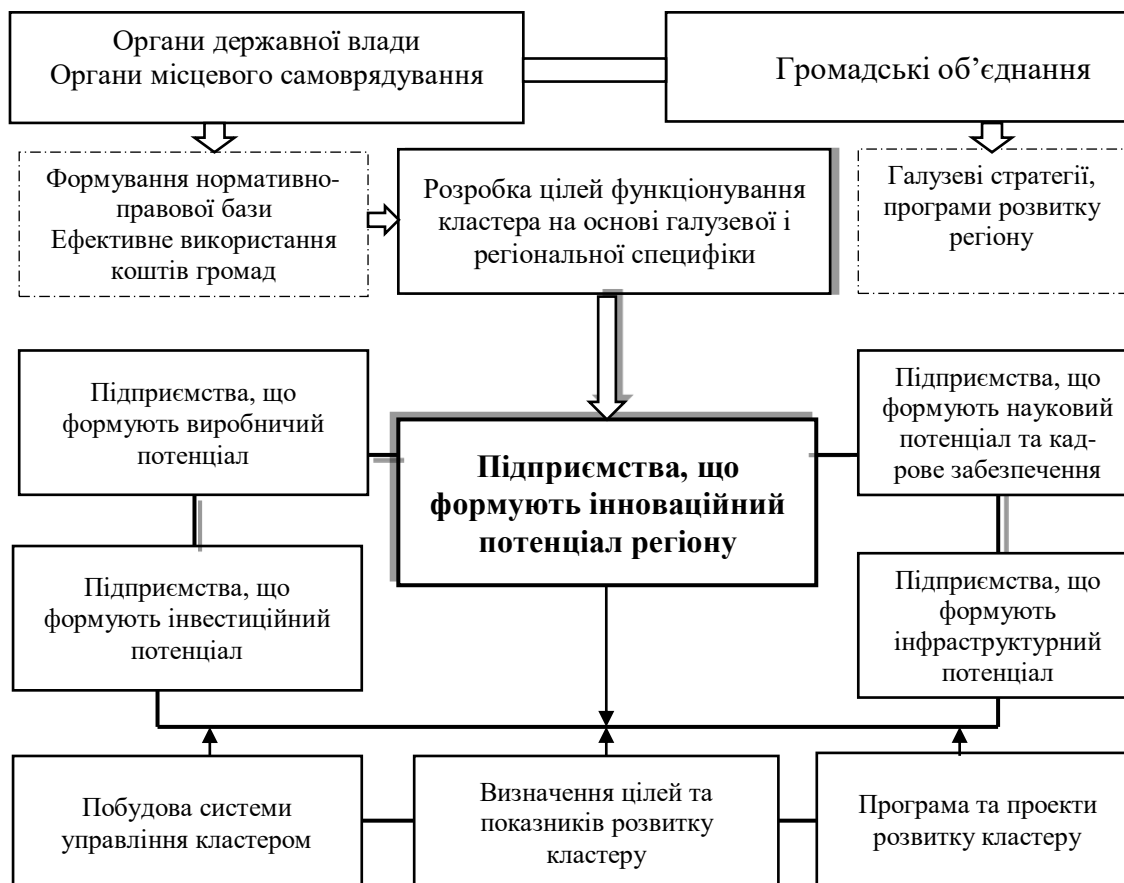 Органи державної влади
Органи місцевого самоврядування
Громадські об’єднання
Формування нормативно-
правової бази
Ефективне використання
коштів громад
Розробка цілей функціонування
кластера на основі галузевої і
регіональної специфіки
Галузеві стратегії,
програми розвитку
регіону
Підприємства, що
формують виробничий
потенціал
Підприємства, що
формують інноваційний
потенціал регіону
Підприємства, що
формують науковий
потенціал та кад-
рове забезпечення
Підприємства, що
формують інвестиційний
потенціал
Підприємства, що
формують
інфраструктурний
потенціал
Побудова системи
управління кластером
Визначення цілей та
показників розвитку
кластеру
Програма та проекти
розвитку кластеру